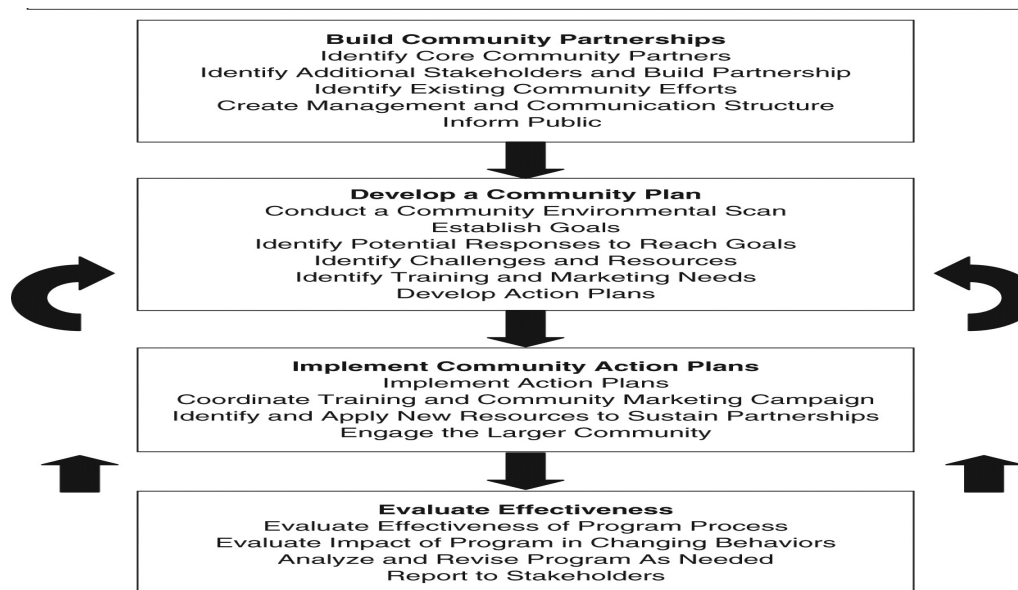 Build Community Partnerships
Identify Core Community Partners
Identify Additional Stakeholders and Build Partnership
Identify Existing Community Efforts
Create Management and Communication Structure
Inform Public
Develop a Community Plan
Conduct a Community Environmental Scan
Establish Goals
Identify Potential Responses to Reach Goals
Identify Challenges and Resources
Identify Training and Marketing Needs
Develop Action Plans
Implement Community Action Plans
Implement Action Plans
Coordinate Training and Community Marketing Campaign
Identify and Apply New Resources to Sustain Partnerships
Engage the Larger Community
Evaluate Effectiveness
Evaluate Effectiveness of Program Process
Evaluate Impact of Program in Changing Behaviors
Analyze and Revise Program As Needed
Report to Stakeholders